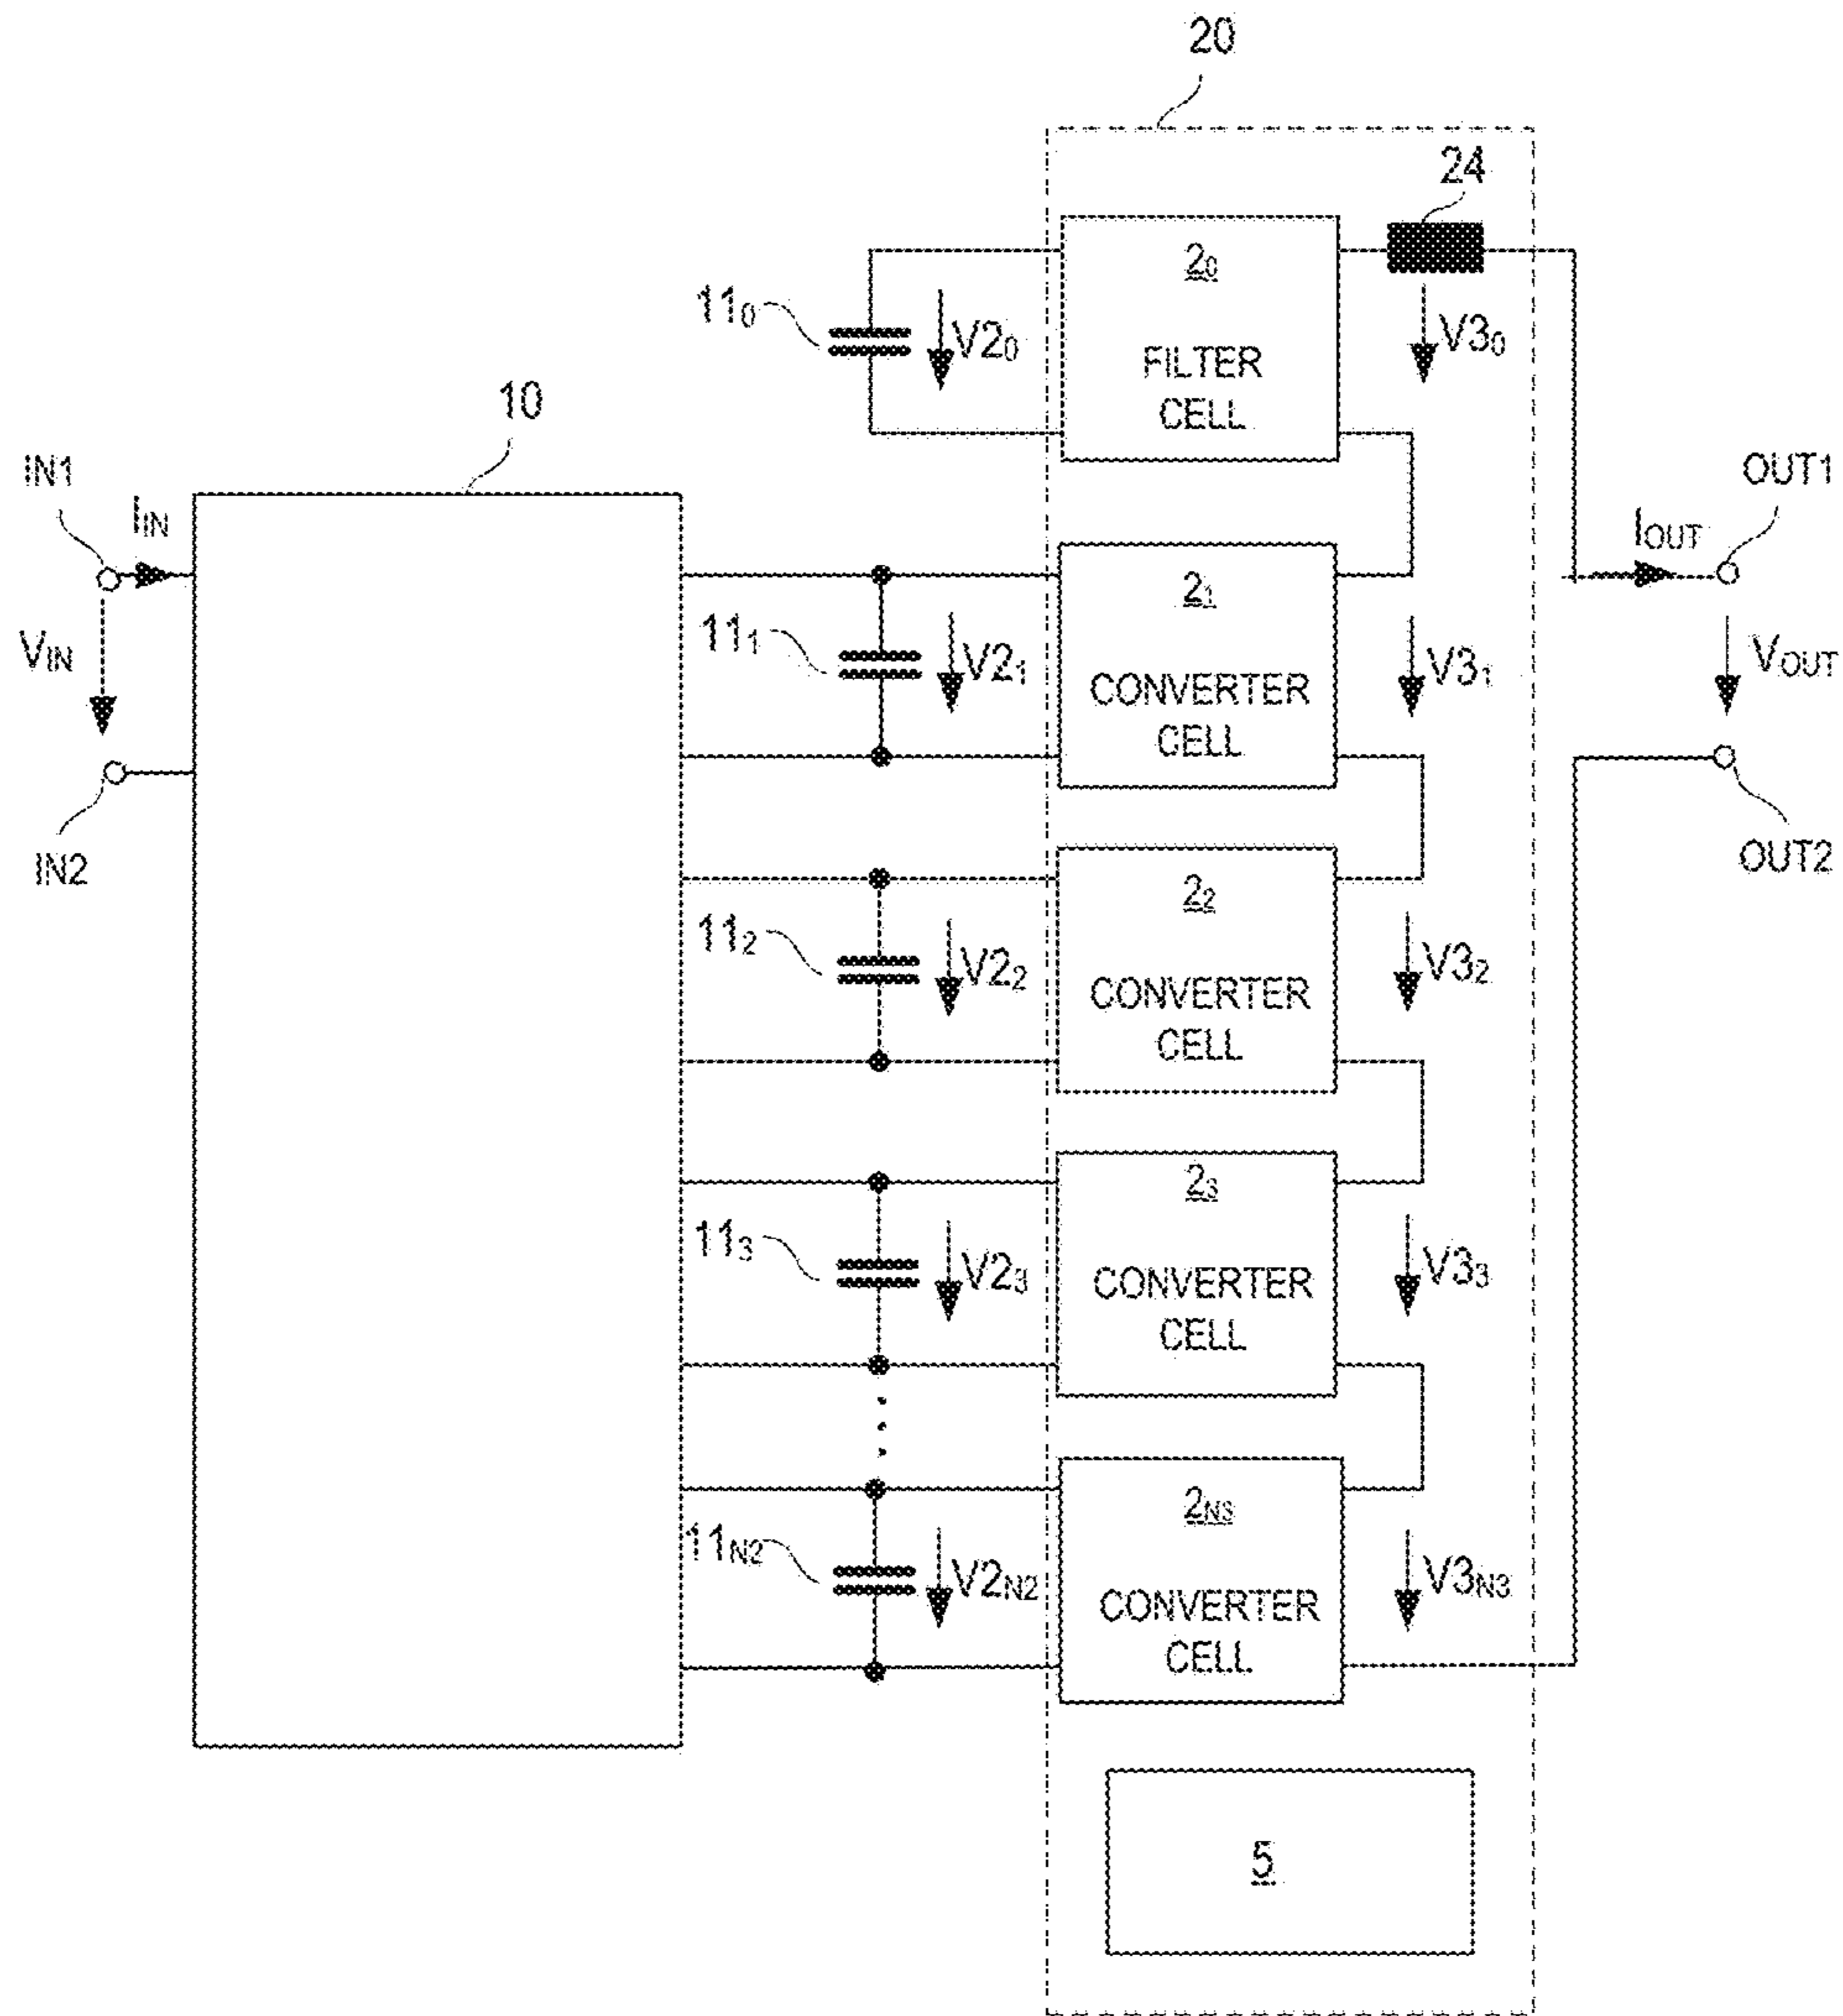 20
24
2₀
FILTER
CELL
11₀
V2₀
V3₀
10
IN1
I_IN
V_IN
IN2
OUT1
I_OUT
V_OUT
OUT2
2₁
CONVERTER
CELL
11₁
V2₁
V3₁
2₂
CONVERTER
CELL
11₂
V2₂
V3₂
2₃
CONVERTER
CELL
11₃
V2₃
V3₃
2_N3
CONVERTER
CELL
11_N2
V2_N2
V3_N3
5